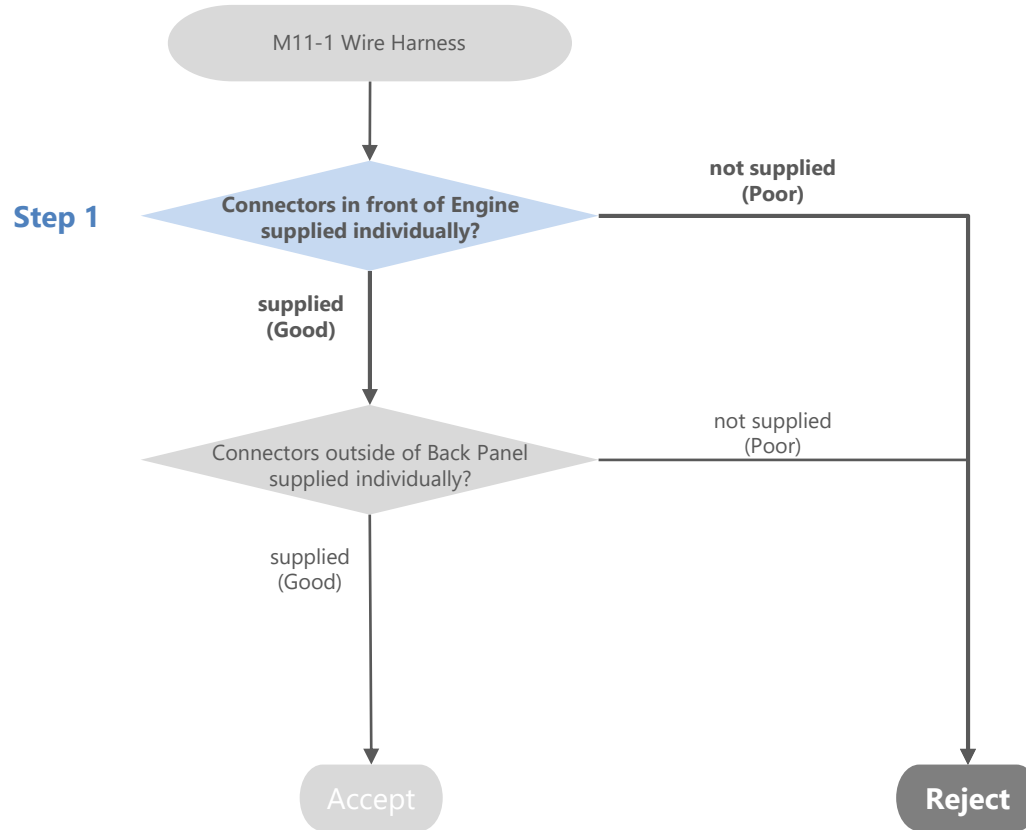 M11-1 Wire Harness
not supplied
(Poor)
Step 1
Connectors in front of Engine
supplied individually?
supplied
(Good)
not supplied
(Poor)
Connectors outside of Back Panel
supplied individually?
supplied
(Good)
Accept
Reject